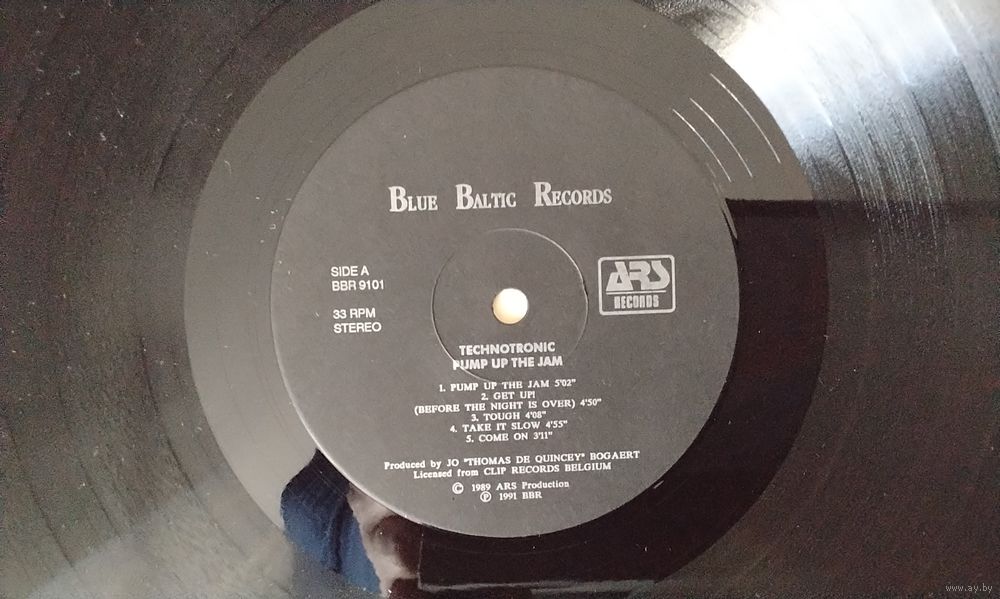 BLUE BALTIC RECORDS
SIDE A
BBR 9101
33 RPM
STEREO
ARS
RECORDS
TECHNOTRONIC
PUMP UP THE JAM
1. PUMP UP THE JAM 5'02"
2. GET UP!
(BEFORE THE NIGHT IS OVER) 4'50"
3. TOUGH 4'08"
4. TAKE IT SLOW 4'55"
5. COME ON 3'11"
Produced by JO "THOMAS DE QUINCEY" BOGAERT
Licensed from CLIP RECORDS BELGIUM
© 1989 ARS Production
℗ 1991 BBR
www.ay.by